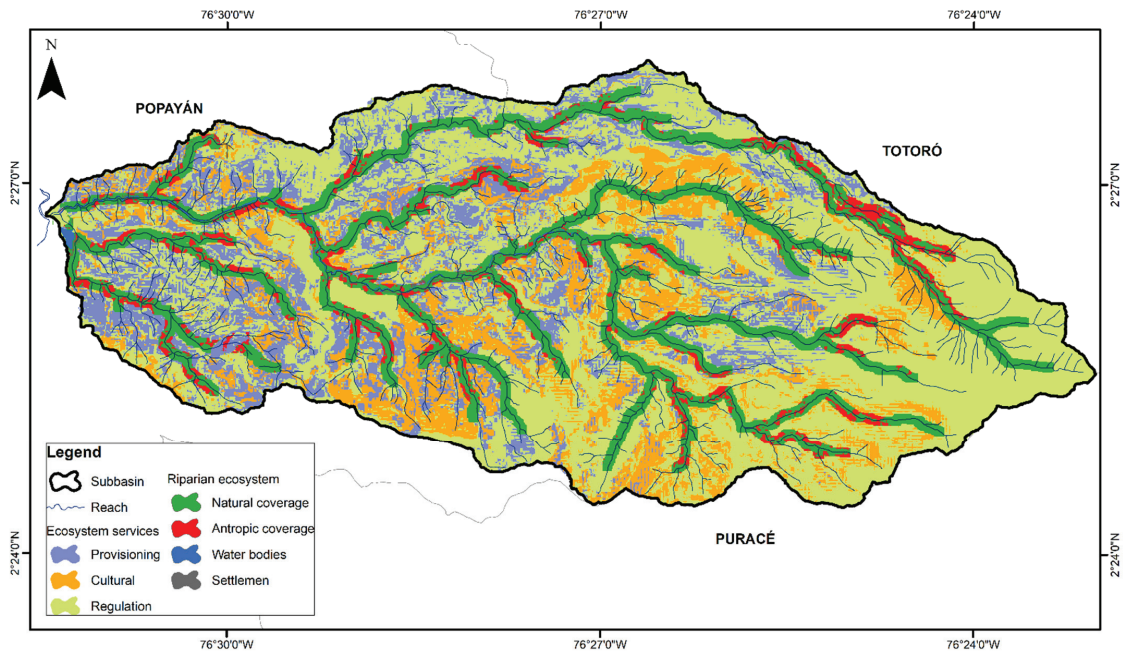 76°30'0"W 76°27'0"W 76°24'0"W
N
POPAYÁN
TOTORÓ
2°27'0"N 2°27'0"N
PURACÉ
2°24'0"N 2°24'0"N
Legend
Subbasin
Reach
Ecosystem services
Provisioning
Cultural
Regulation
Riparian ecosystem
Natural coverage
Antropic coverage
Water bodies
Settlemen
76°30'0"W 76°27'0"W 76°24'0"W